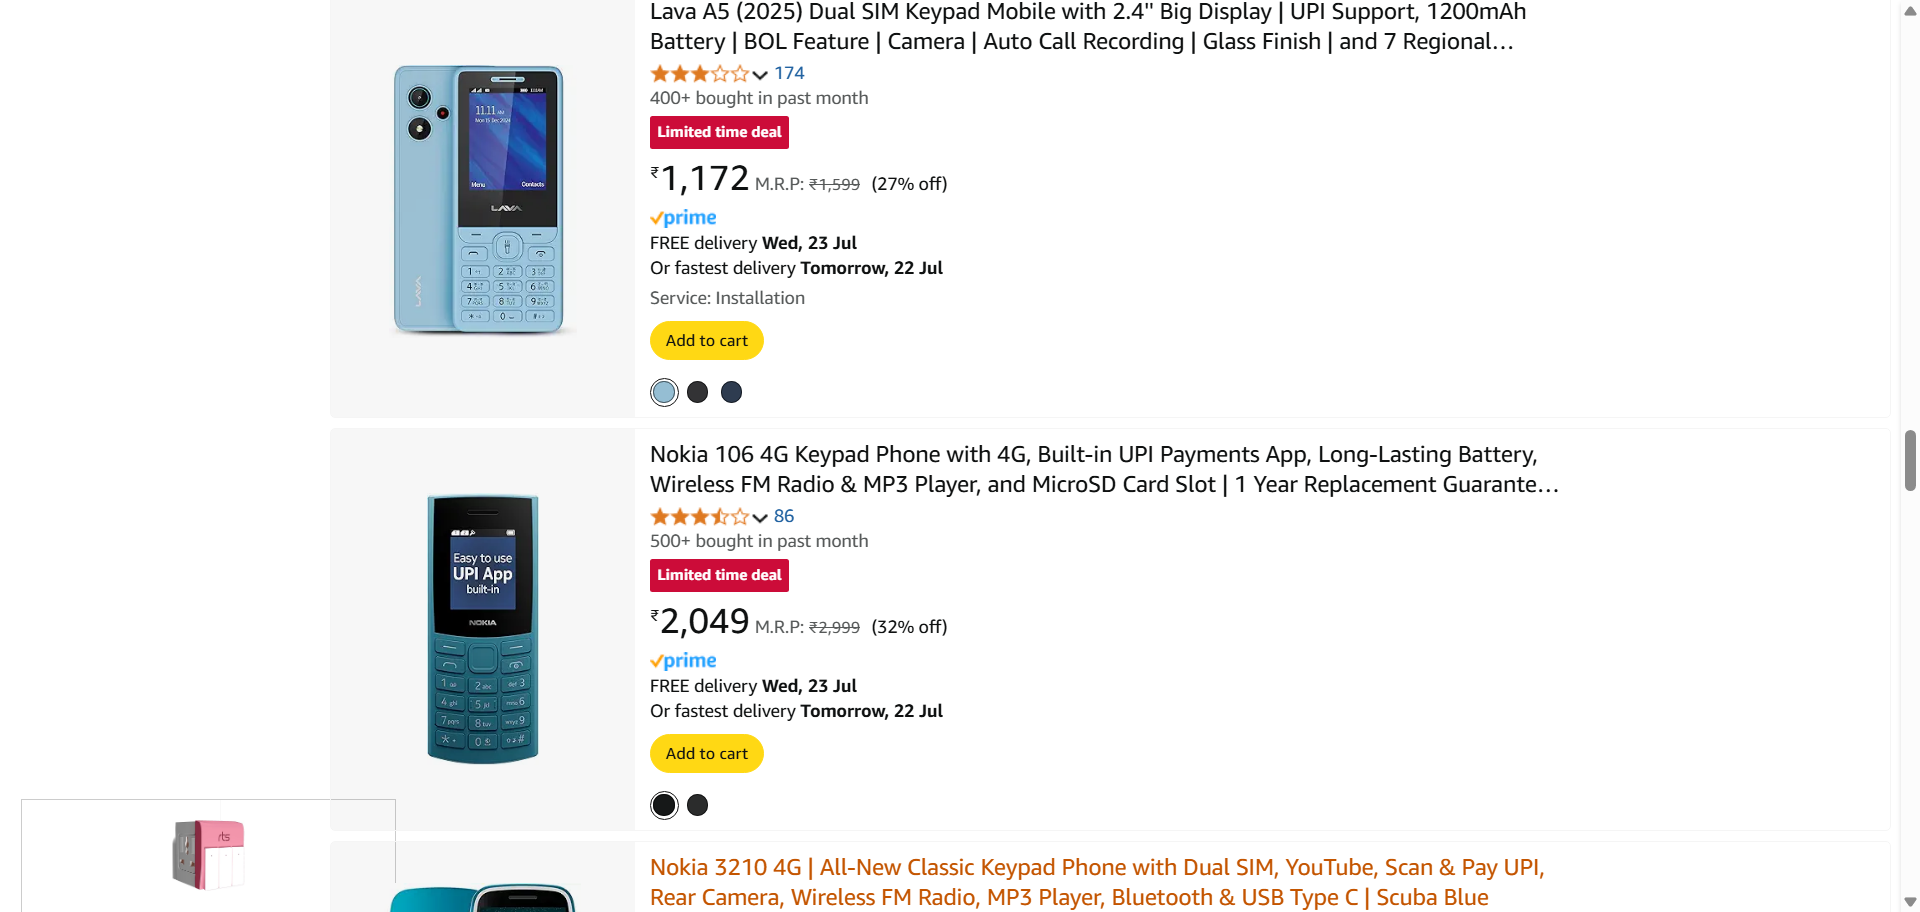 Lava A5 (2025) Dual SIM Keypad Mobile with 2.4" Big Display | UPI Support, 1200mAh
Battery | BOL Feature | Camera | Auto Call Recording | Glass Finish | and 7 Regional…
174
400+ bought in past month
Limited time deal
₹1,172 M.R.P: ₹1,599 (27% off)
prime
FREE delivery Wed, 23 Jul
Or fastest delivery Tomorrow, 22 Jul
Service: Installation
Add to cart
11.11 AM
Menu Contacts
LAVA
LAVA
Nokia 106 4G Keypad Phone with 4G, Built-in UPI Payments App, Long-Lasting Battery,
Wireless FM Radio & MP3 Player, and MicroSD Card Slot | 1 Year Replacement Guarante…
86
500+ bought in past month
Limited time deal
₹2,049 M.R.P: ₹2,999 (32% off)
prime
FREE delivery Wed, 23 Jul
Or fastest delivery Tomorrow, 22 Jul
Add to cart
Easy to use
UPI App
built-in
NOKIA
rts
Nokia 3210 4G | All-New Classic Keypad Phone with Dual SIM, YouTube, Scan & Pay UPI,
Rear Camera, Wireless FM Radio, MP3 Player, Bluetooth & USB Type C | Scuba Blue